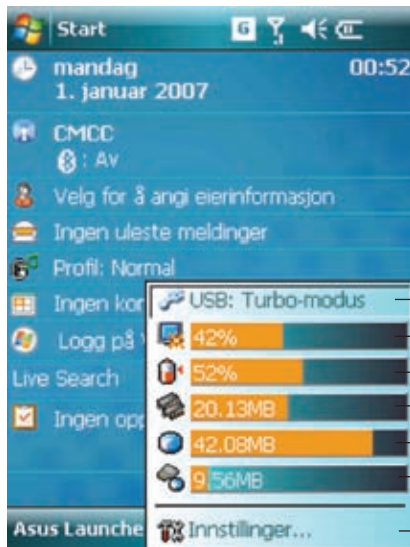 Start
G
mandag
00:52
1. januar 2007
CMCC
: Av
Velg for å angi eierinformasjon
Ingen uleste meldinger
Profil: Normal
Ingen kor
USB: Turbo-modus
Logg på
42%
Live Search
52%
Ingen opp
20.13MB
42.08MB
9.56MB
Asus Launche
Innstillinger...